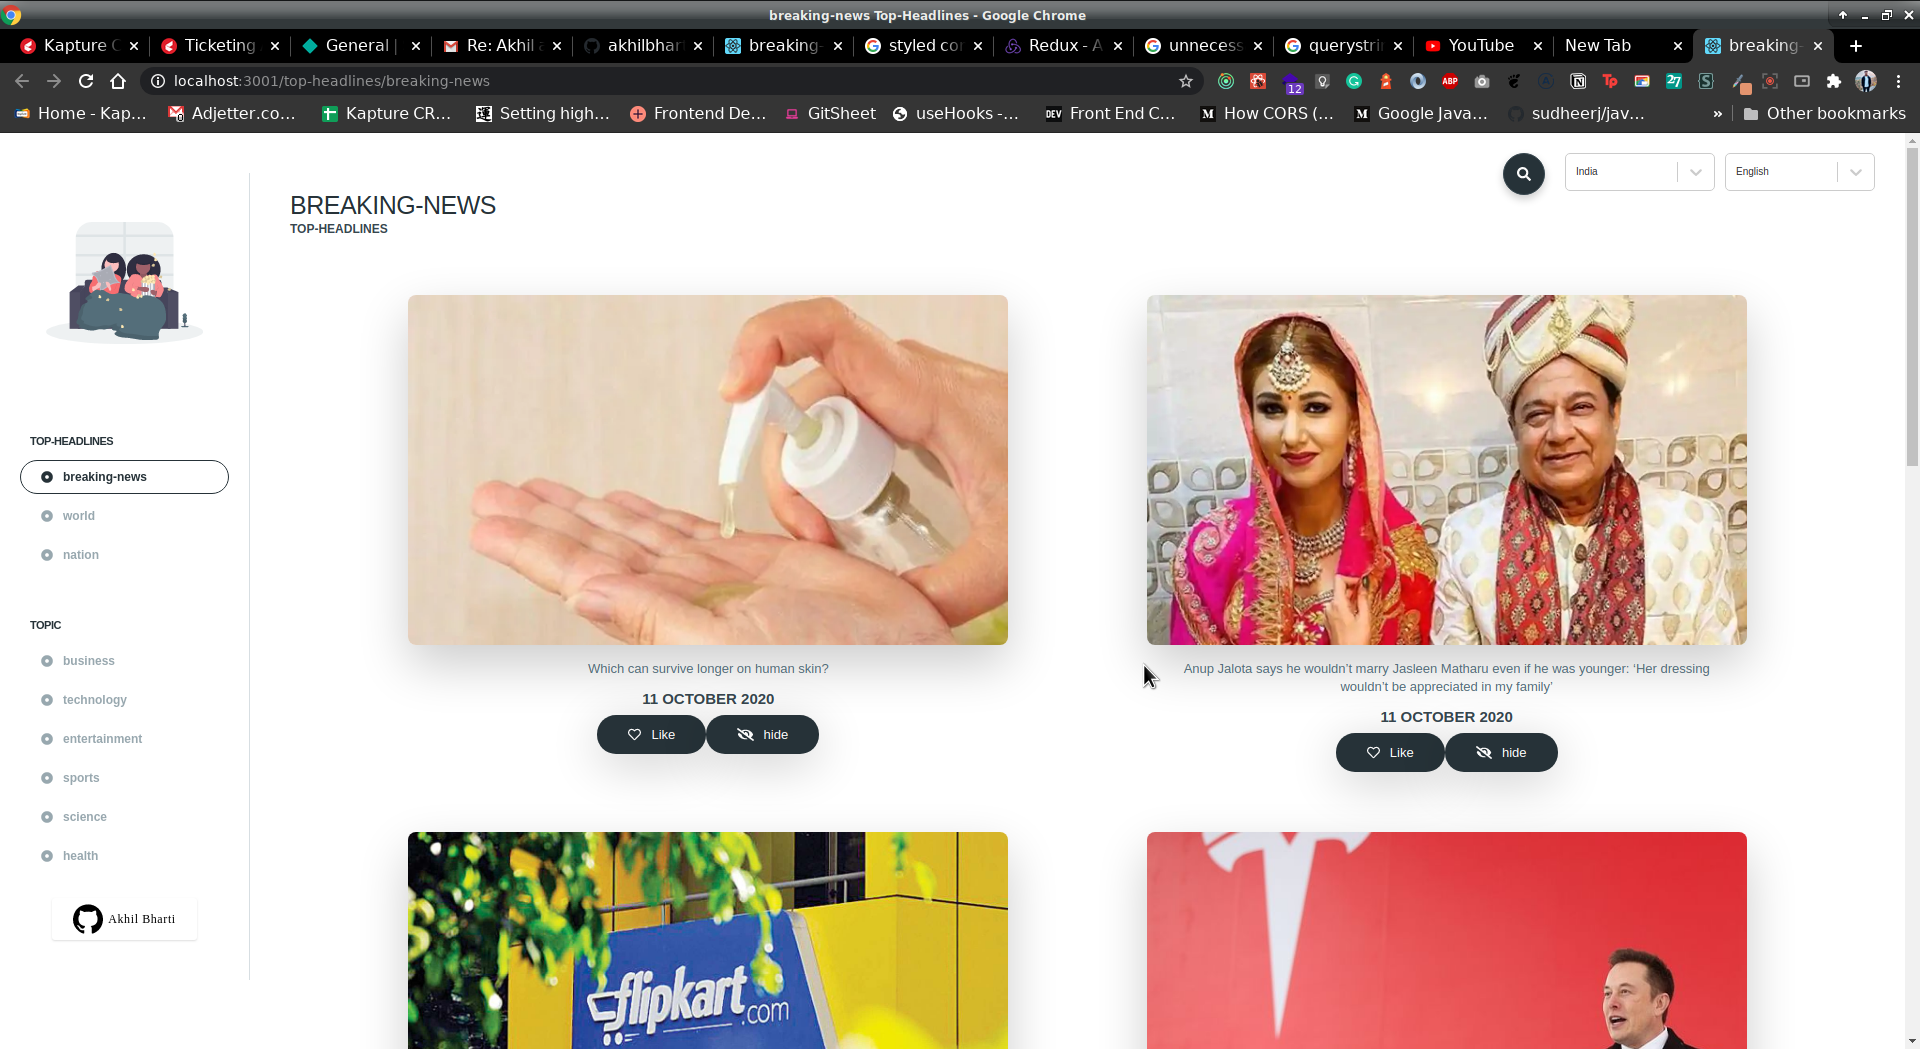 breaking-news Top-Headlines - Google Chrome
Kapture C
Ticketing
General |
Re: Akhil a
akhilbhar
breaking-
styled co
Redux - A
unnecess
querystri
YouTube
New Tab
breaking-
localhost:3001/top-headlines/breaking-news
12
ABP
Tp
27
Home - Kap...
Adjetter.co...
Kapture CR...
Setting high...
Frontend De...
GitSheet
useHooks -...
DEV
Front End C...
M
How CORS (...
M
Google Java...
sudheerj/jav...
»
Other bookmarks
India
English
BREAKING-NEWS
TOP-HEADLINES
TOP-HEADLINES
breaking-news
world
nation
TOPIC
business
technology
entertainment
sports
science
health
Akhil Bharti
Which can survive longer on human skin?
11 OCTOBER 2020
Like
hide
Anup Jalota says he wouldn’t marry Jasleen Matharu even if he was younger: ‘Her dressing
wouldn’t be appreciated in my family’
11 OCTOBER 2020
Like
hide
flipkart
.com